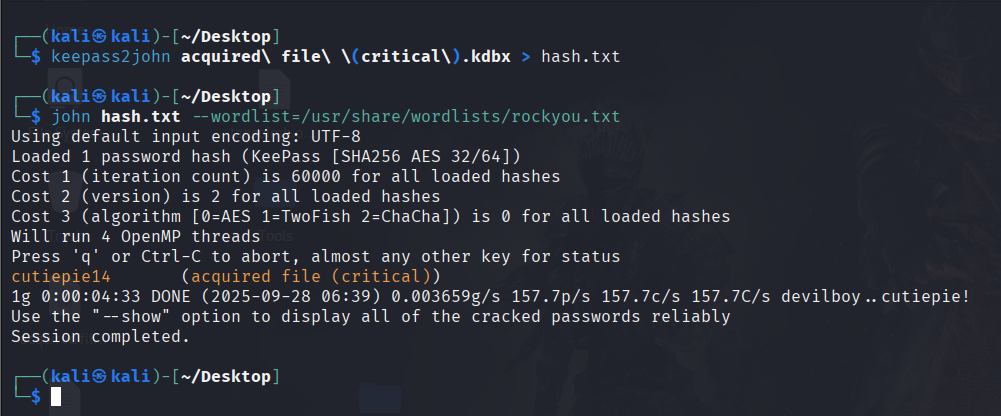 ┌──(kali㉿kali)-[~/Desktop]
└─$ keepass2john acquired\ file\ \(critical\).kdbx > hash.txt
┌──(kali㉿kali)-[~/Desktop]
└─$ john hash.txt --wordlist=/usr/share/wordlists/rockyou.txt
Using default input encoding: UTF-8
Loaded 1 password hash (KeePass [SHA256 AES 32/64])
Cost 1 (iteration count) is 60000 for all loaded hashes
Cost 2 (version) is 2 for all loaded hashes
Cost 3 (algorithm [0=AES 1=TwoFish 2=ChaCha]) is 0 for all loaded hashes
Will run 4 OpenMP threads
Press 'q' or Ctrl-C to abort, almost any other key for status
cutiepie14       (acquired file (critical))
1g 0:00:04:33 DONE (2025-09-28 06:39) 0.003659g/s 157.7p/s 157.7c/s 157.7C/s devilboy..cutiepie!
Use the "--show" option to display all of the cracked passwords reliably
Session completed.
┌──(kali㉿kali)-[~/Desktop]
└─$